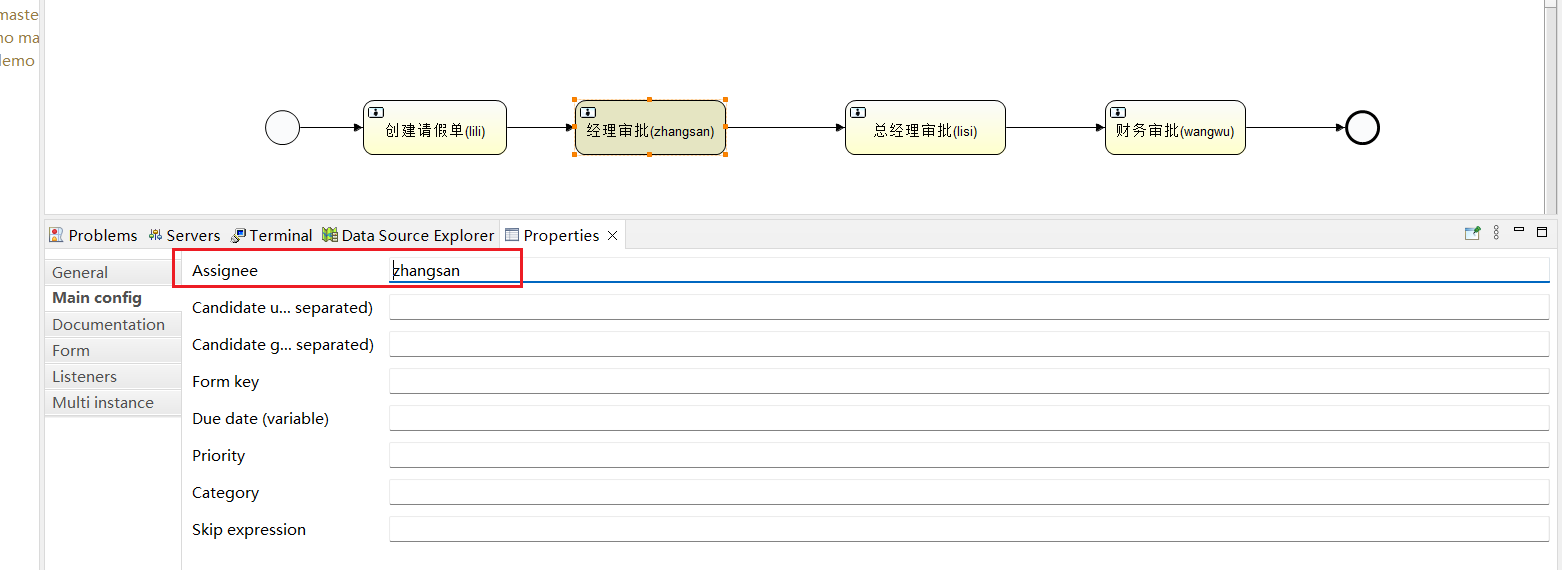 maste
no ma
demo
创建请假单(lili)
经理审批(zhangsan)
总经理审批(lisi)
财务审批(wangwu)
Problems Servers Terminal Data Source Explorer Properties
General
Main config
Documentation
Form
Listeners
Multi instance
Assignee zhangsan
Candidate u... separated)
Candidate g... separated)
Form key
Due date (variable)
Priority
Category
Skip expression